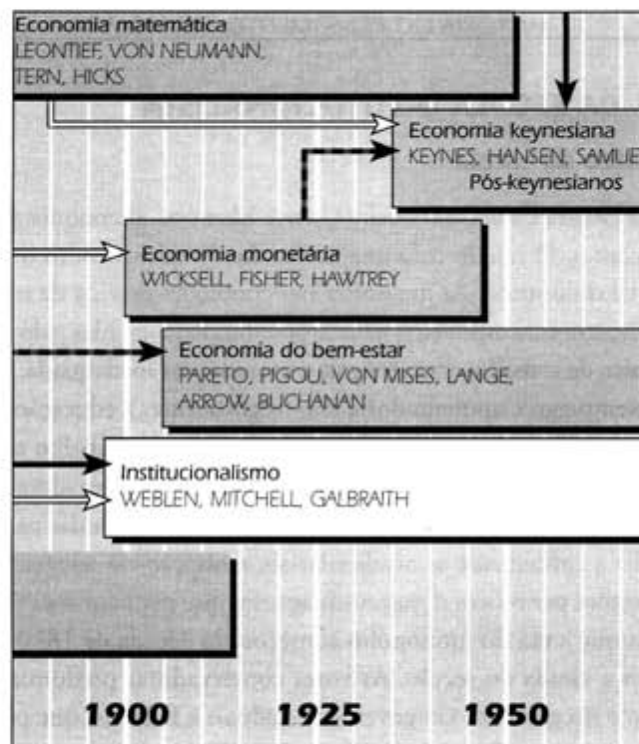 Economia matemática
LEONTIEF, VON NEUMANN,
TERN, HICKS
Economia keynesiana
KEYNES, HANSEN, SAMUE
Pós-keynesianos
Economia monetária
WICKSELL, FISHER, HAWTREY
Economia do bem-estar
PARETO, PIGOU, VON MISES, LANGE,
ARROW, BUCHANAN
Institucionalismo
WEBLEN, MITCHELL, GALBRAITH
1900 1925 1950